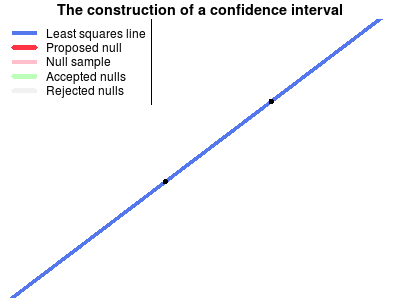 The construction of a confidence interval
Least squares line
Proposed null
Null sample
Accepted nulls
Rejected nulls